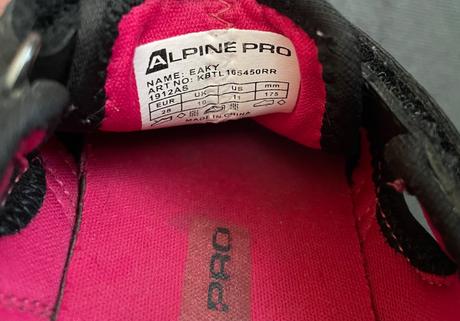 ALPINE PRO
NAME: EAKY
ART NO: KBTL165450RR
1912AS
EUR UK US mm
28 10 11 175
MADE IN CHINA
PRO